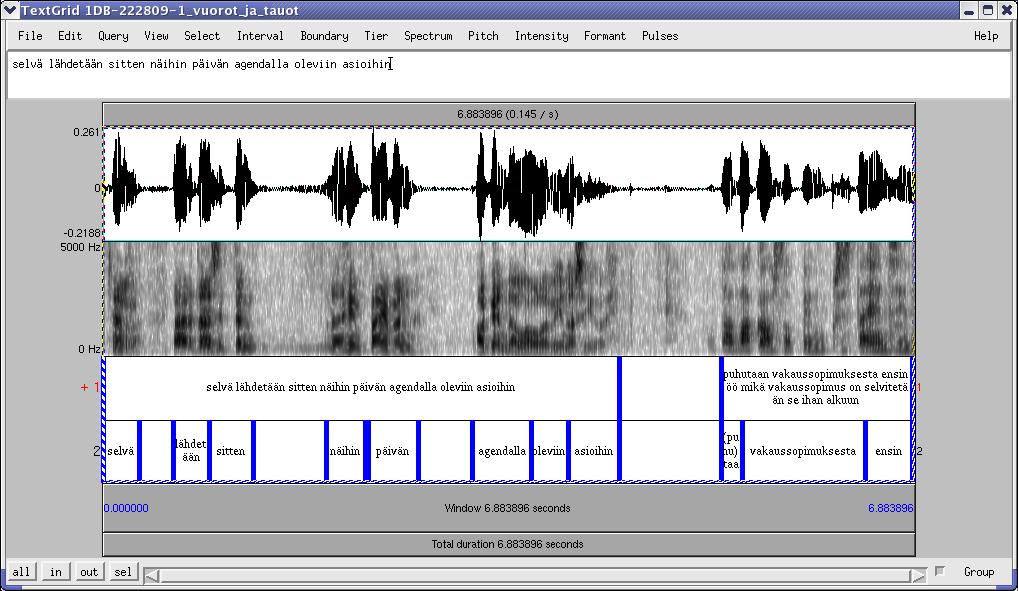 TextGrid 1DB-222809-1_vuorot_ja_tauot
File Edit Query View Select Interval Boundary Tier Spectrum Pitch Intensity Formant Pulses Help
selvä lähdetään sitten näihin päivän agendalla oleviin asioihin
6.883896 (0.145 / s)
0.261
0
-0.2188
5000 Hz
0 Hz
+ 1
selvä lähdetään sitten näihin päivän agendalla oleviin asioihin
puhutaan vakaussopimuksesta ensin
öö mikä vakaussopimus on selvitetä
än se ihan alkuun
1
2
selvä
lähdet
ään
sitten
näihin
päivän
agendalla
oleviin
asioihin
(pu
hu)
taa
vakaussopimuksesta
ensin
2
0.000000 Window 6.883896 seconds 6.883896
Total duration 6.883896 seconds
all in out sel Group